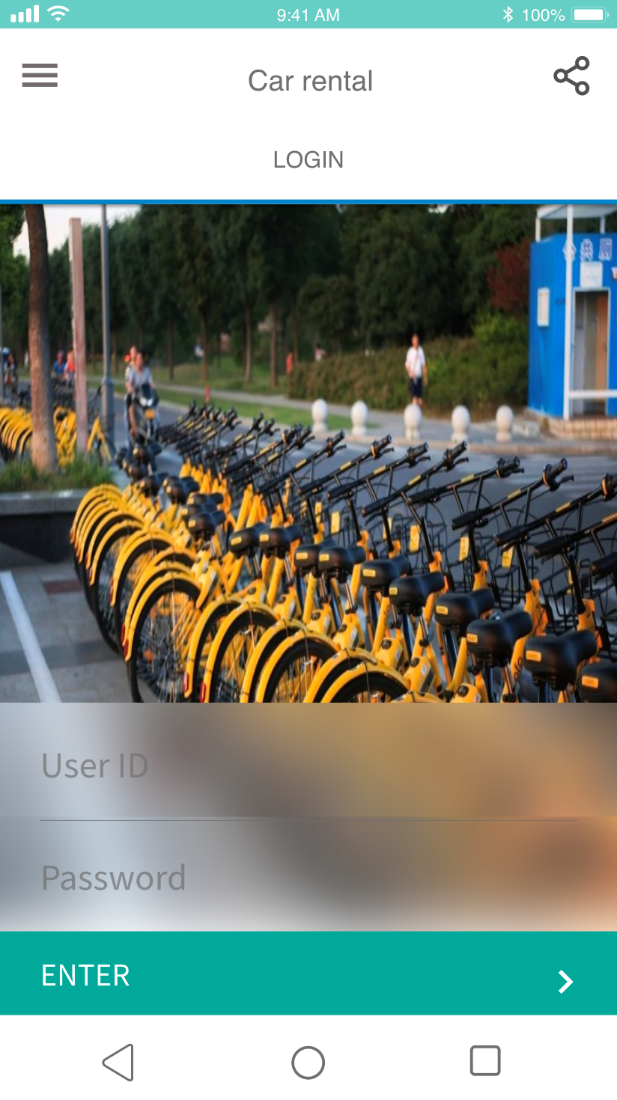 9:41 AM
100%
Car rental
LOGIN
User ID
Password
ENTER